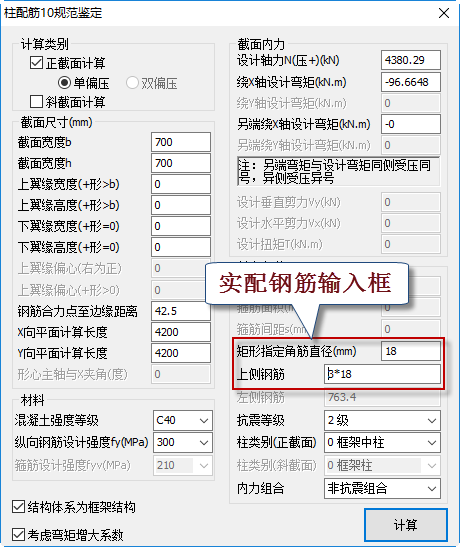 柱配筋10规范鉴定
计算类别
正截面计算
单偏压 双偏压
斜截面计算
截面尺寸(mm)
截面宽度b 700
截面宽度h 700
上翼缘宽度(+形>b) 0
上翼缘高度(+形>b) 0
下翼缘宽度(+形=0) 0
下翼缘高度(+形=0) 0
上翼缘偏心(右为正) 0
上翼缘偏心(+形>0) 0
钢筋合力点至边缘距离 42.5
X向平面计算长度 4200
Y向平面计算长度 4200
形心主轴与X夹角(度) 0
材料
混凝土强度等级 C40
纵向钢筋设计强度fy(MPa) 300
箍筋设计强度fyv(MPa) 210
结构体系为框架结构
考虑弯矩增大系数
截面内力
设计轴力N(压+)(kN) 4380.29
绕X轴设计弯矩(kN.m) -96.6648
绕Y轴设计弯矩(kN.m) 0
另端绕X轴设计弯矩(kN.m) -0
另端绕Y轴设计弯矩(kN.m) 0
注：另端弯矩与设计弯矩同侧受压同
号，异侧受压异号
设计垂直剪力Vy(kN) 0
设计水平剪力Vx(kN) 0
设计扭矩T(kN.m) 0
实配钢筋输入框
箍筋间距s(mm)
矩形指定角筋直径(mm) 18
上侧钢筋 3*18
左侧钢筋 763.4
抗震等级 2 级
柱类别(正截面) 0 框架中柱
柱类别(斜截面) 0 框架柱
内力组合 非抗震组合
计算